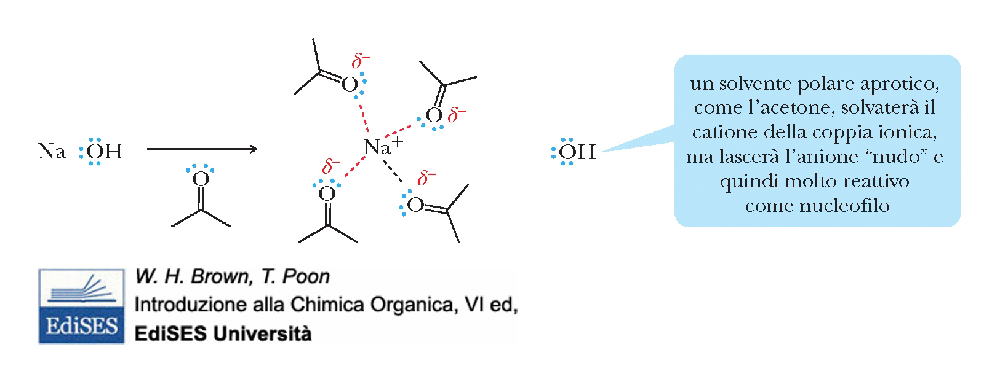 δ−
δ−
Na+ OH− O
O
Na+
−OH
δ−
O
δ−
O
O
un solvente polare aprotico,
come l’acetone, solvaterà il
catione della coppia ionica,
ma lascerà l’anione “nudo” e
quindi molto reattivo
come nucleofilo
EdiSES
W. H. Brown, T. Poon
Introduzione alla Chimica Organica, VI ed,
EdiSES Università